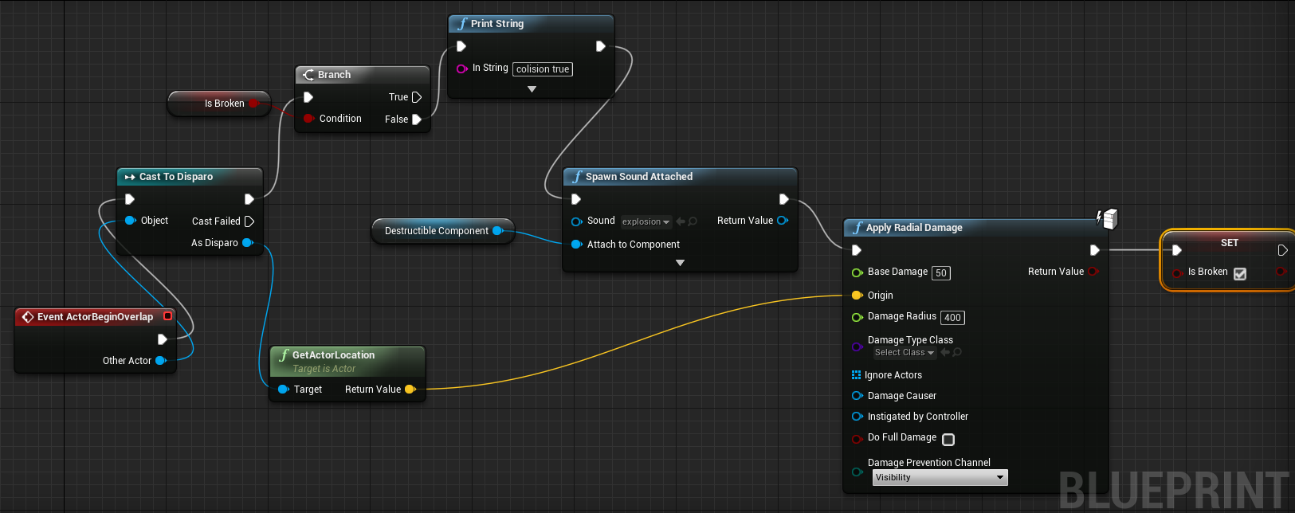 Print String
In String colision true
Branch
True
Condition
False
Is Broken
Cast To Disparo
Object
Cast Failed
As Disparo
Event ActorBeginOverlap
Other Actor
GetActorLocation
Target is Actor
Target
Return Value
Destructible Component
Spawn Sound Attached
Sound explosion
Return Value
Attach to Component
Apply Radial Damage
Base Damage 50
Return Value
Origin
Damage Radius 400
Damage Type Class
Select Class
Ignore Actors
Damage Causer
Instigated by Controller
Do Full Damage
Damage Prevention Channel
Visibility
SET
Is Broken
BLUEPRINT